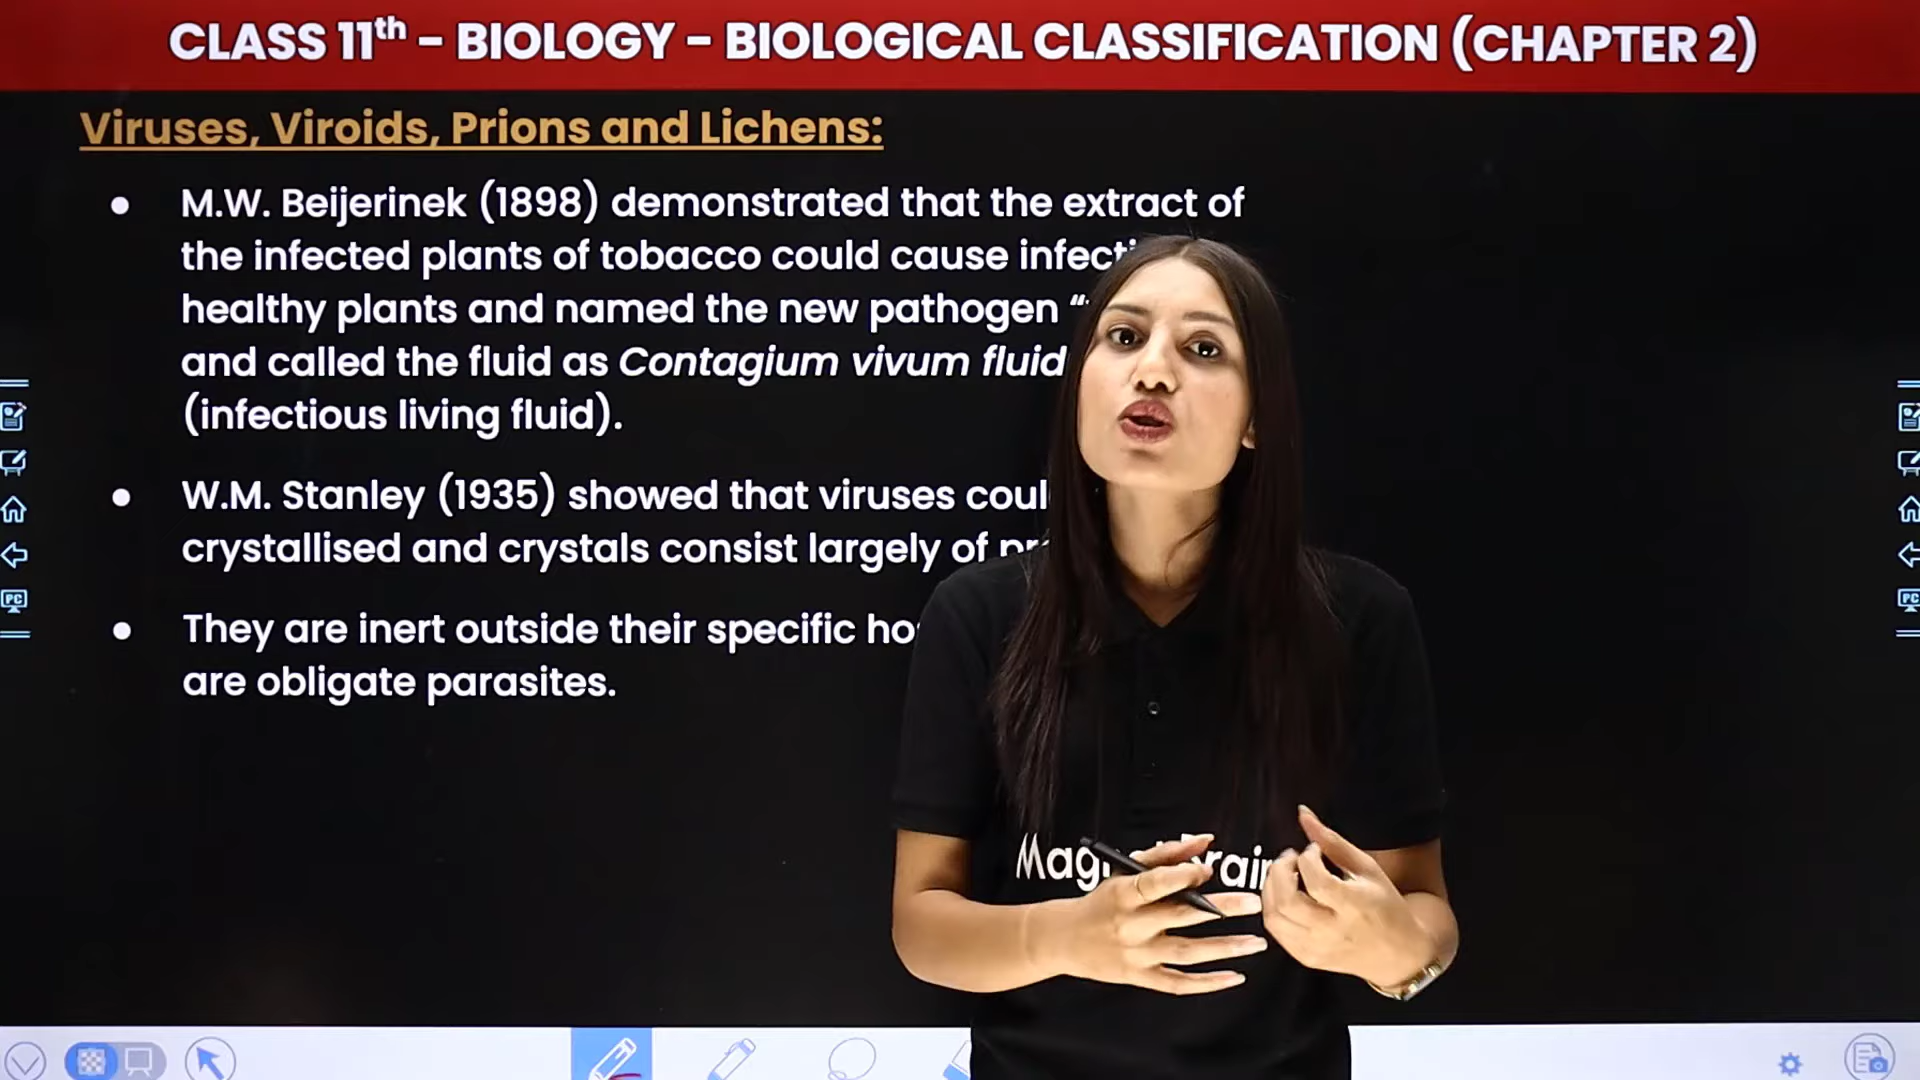 CLASS 11th - BIOLOGY - BIOLOGICAL CLASSIFICATION (CHAPTER 2)
Viruses, Viroids, Prions and Lichens:
● M.W. Beijerinek (1898) demonstrated that the extract of
the infected plants of tobacco could cause
healthy plants and named the new pathogen “
and called the fluid as Contagium vivum
(infectious living fluid).
● W.M. Stanley (1935) showed that viruses
crystallised and crystals consist largely of
● They are inert outside their specific
are obligate parasites.
PC
PC